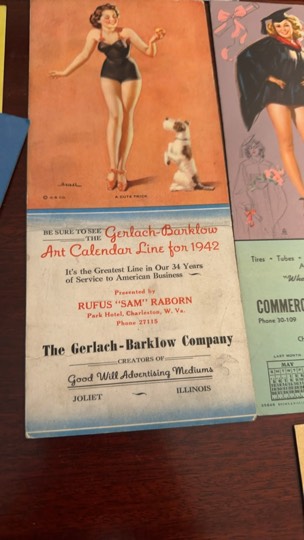 A CUTE TRICK
BE SURE TO SEE THE Gerlach-Barklow
Art Calendar Line for 1942
It's the Greatest Line in Our 34 Years
of Service to American Business
Presented by
RUFUS "SAM" RABORN
Park Hotel, Charleston, W. Va.
Phone 27115
The Gerlach-Barklow Company
CREATORS OF
Good Will Advertising Mediums
JOLIET ILLINOIS
Tires - Tubes -
COMMERC
Phone 30-109
LAST MONTH
MAY